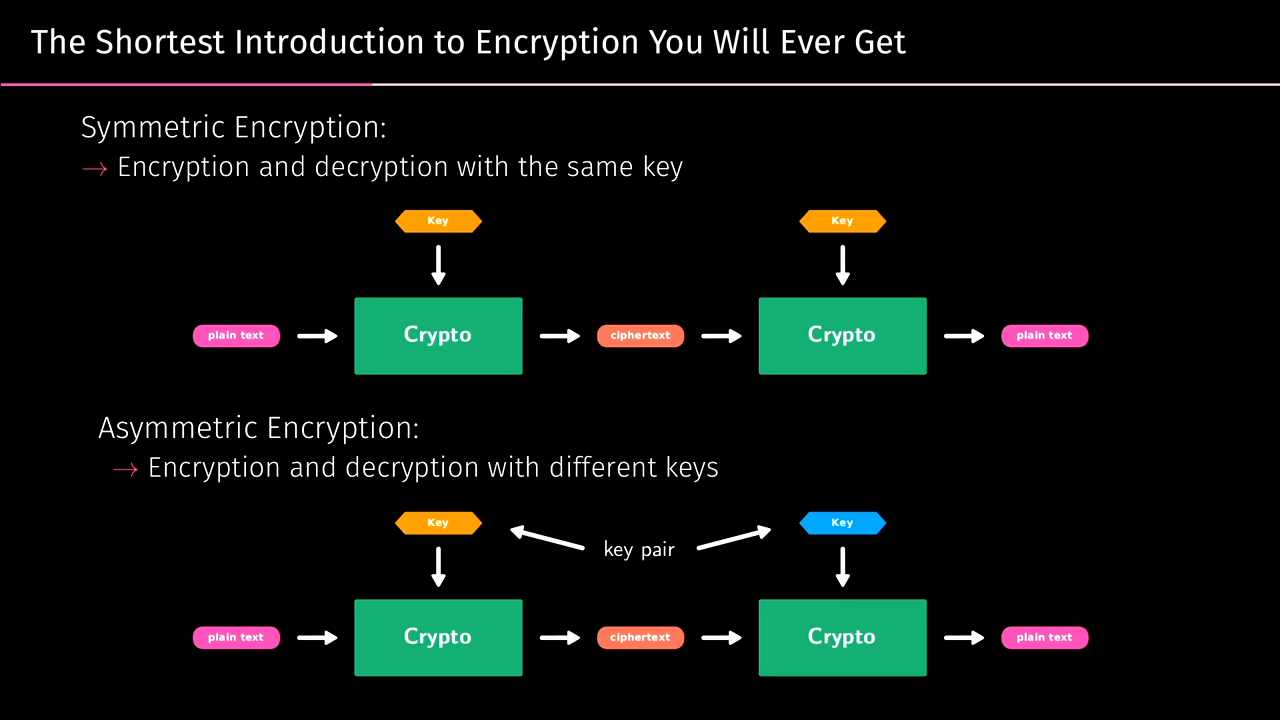 The Shortest Introduction to Encryption You Will Ever Get
Symmetric Encryption:
→ Encryption and decryption with the same key
Key Key
plain text Crypto ciphertext Crypto plain text
Asymmetric Encryption:
→ Encryption and decryption with different keys
Key Key
key pair
plain text Crypto ciphertext Crypto plain text